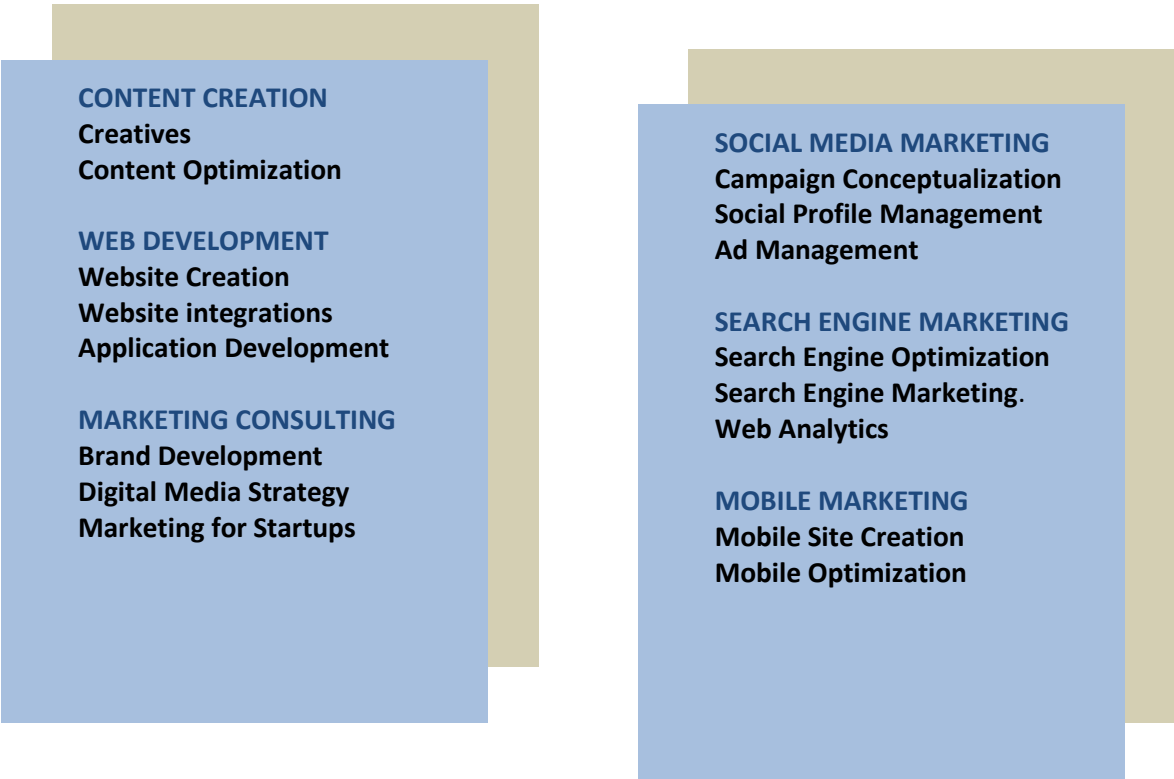 CONTENT CREATION
Creatives
Content Optimization
WEB DEVELOPMENT
Website Creation
Website integrations
Application Development
MARKETING CONSULTING
Brand Development
Digital Media Strategy
Marketing for Startups
SOCIAL MEDIA MARKETING
Campaign Conceptualization
Social Profile Management
Ad Management
SEARCH ENGINE MARKETING
Search Engine Optimization
Search Engine Marketing.
Web Analytics
MOBILE MARKETING
Mobile Site Creation
Mobile Optimization